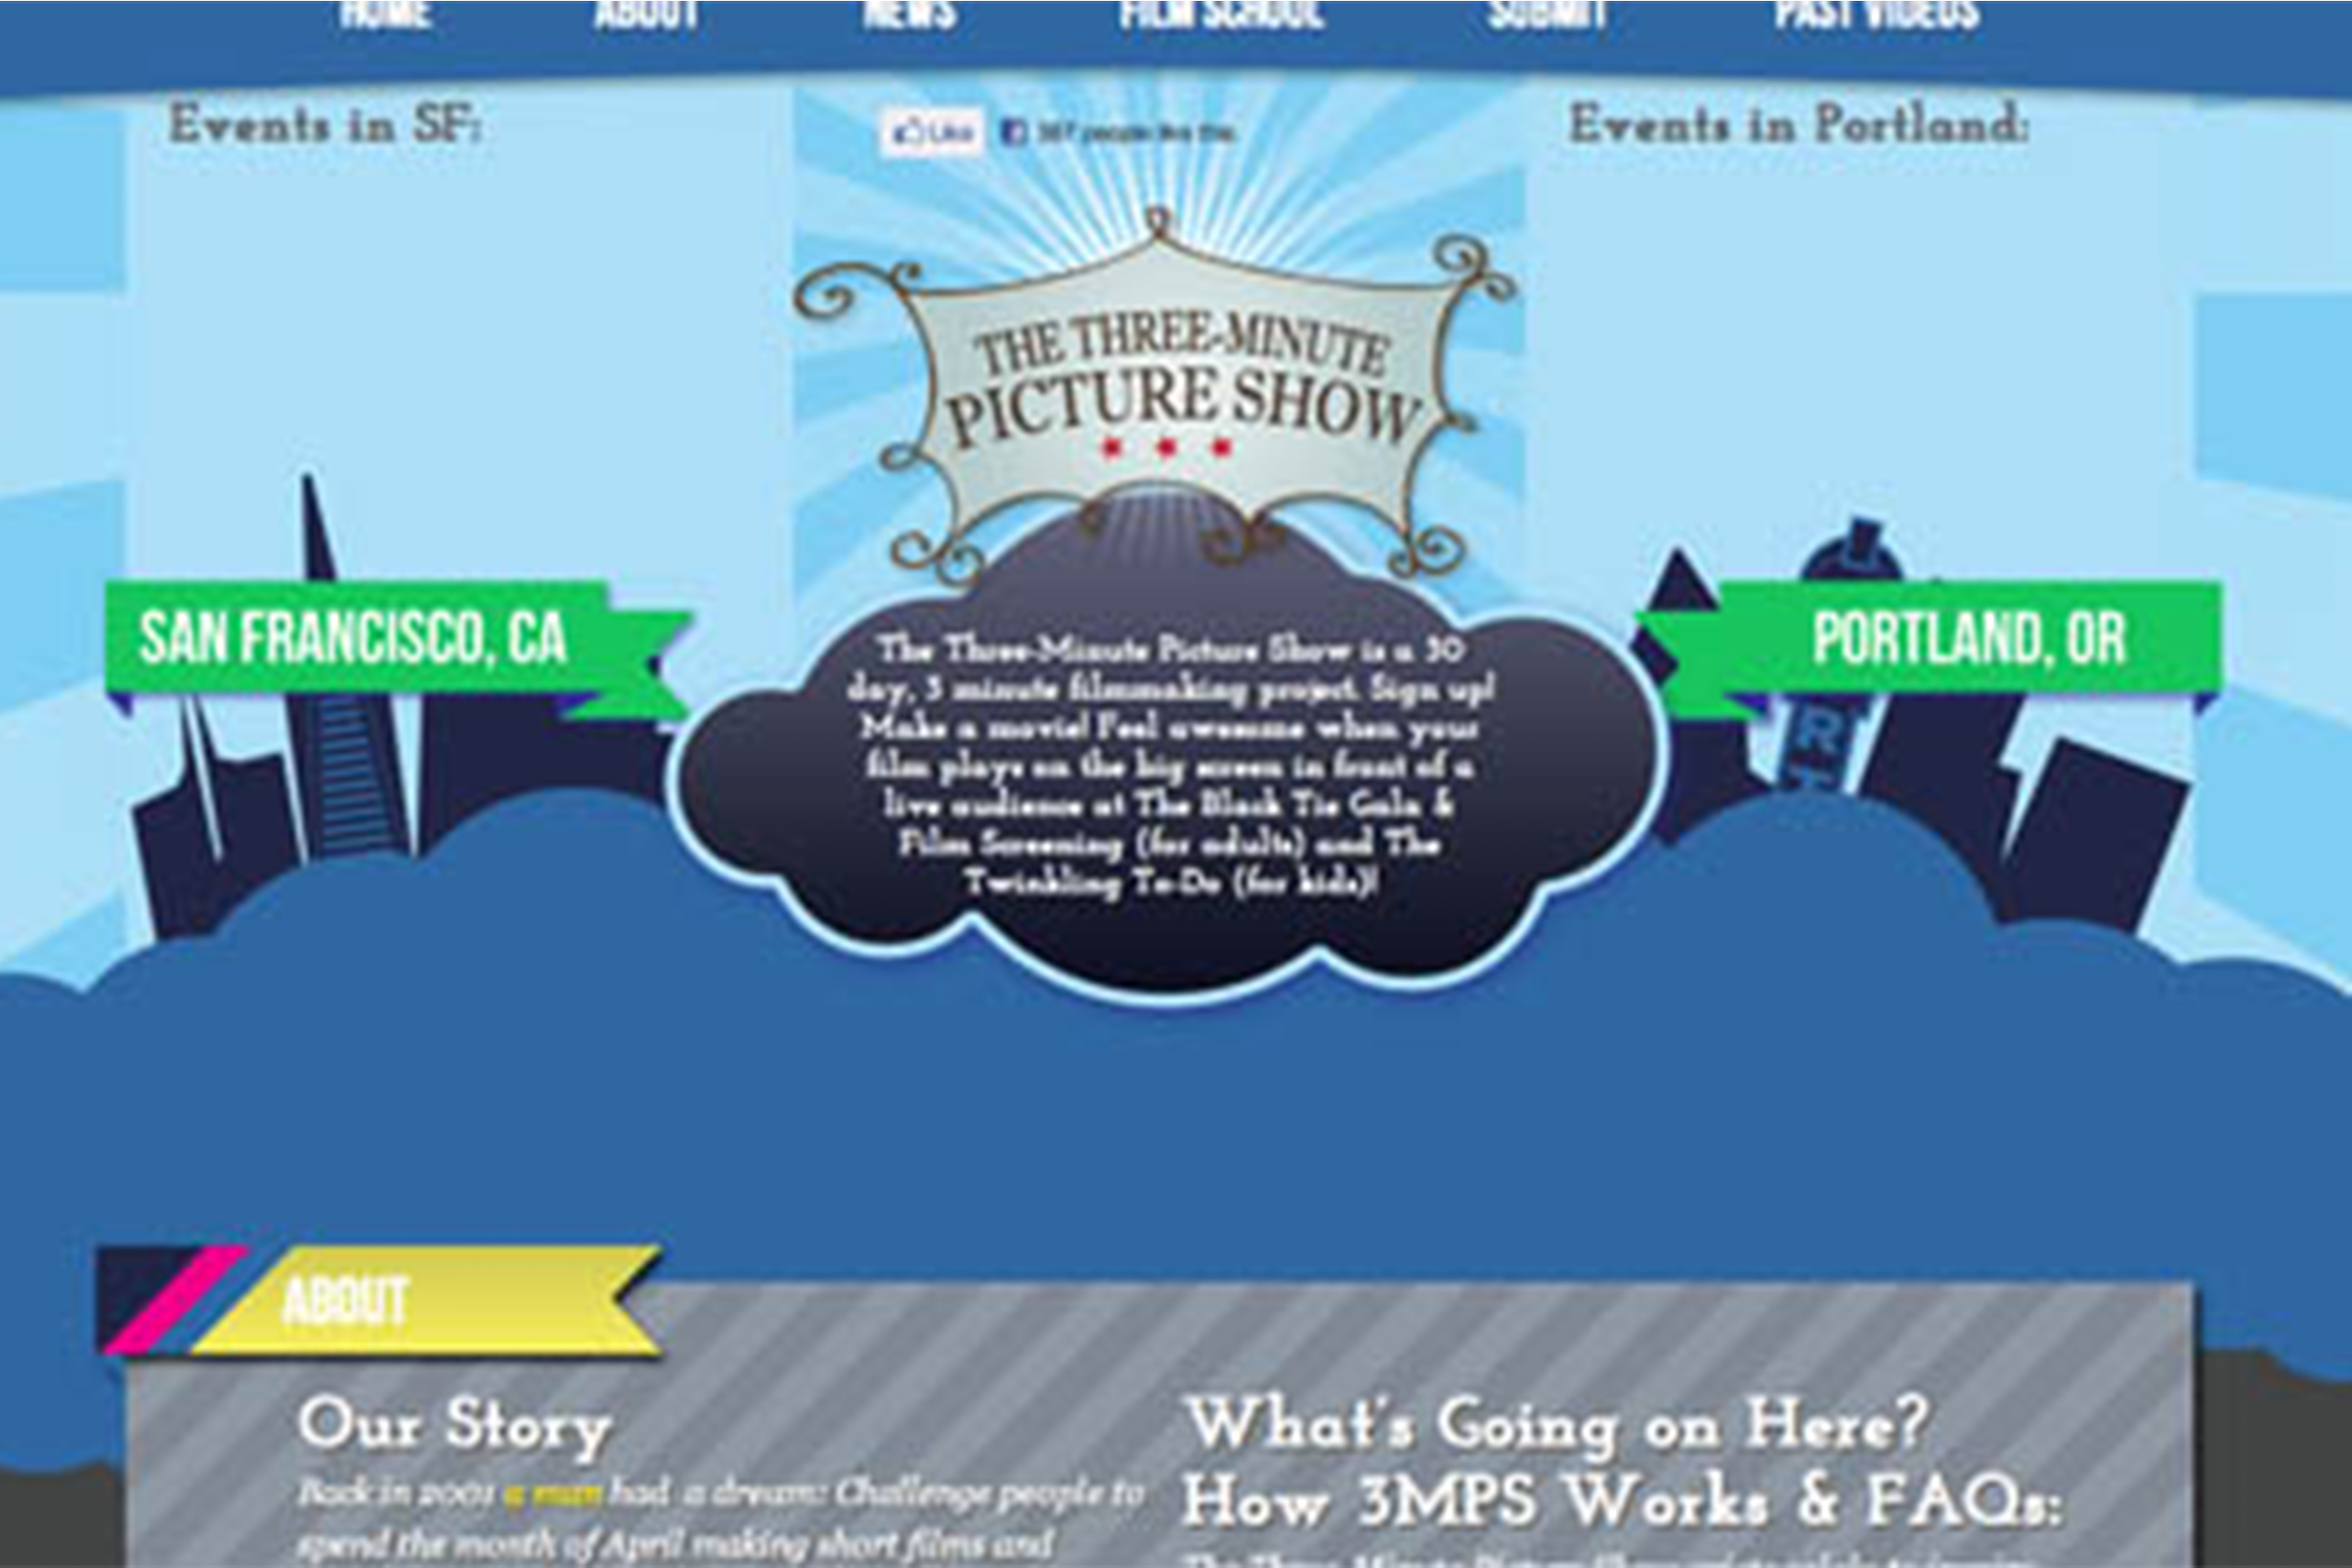 HOME ABOUT NEWS FILM SCHOOL SUBMIT PAST VIDEOS
Events in SF:
Like 367 people like this.
Events in Portland:
THE THREE-MINUTE
PICTURE SHOW
SAN FRANCISCO, CA
PORTLAND, OR
R
T
The Three-Minute Picture Show is a 30
day, 3 minute filmmaking project. Sign up!
Make a movie! Feel awesome when your
film plays on the big screen in front of a
live audience at The Black Tie Gala &
Film Screening (for adults) and The
Twinkling To-Do (for kids)!
ABOUT
Our Story
Back in 2001 a man had a dream: Challenge people to
spend the month of April making short films and
What's Going on Here?
How 3MPS Works & FAQs: